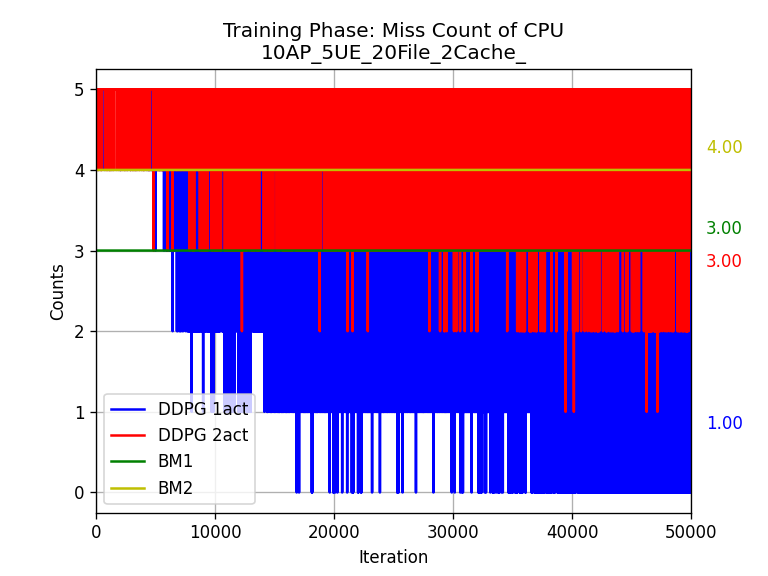 Training Phase: Miss Count of CPU
10AP_5UE_20File_2Cache_
5
4
3
2
1
0
Counts
4.00
3.00
3.00
1.00
DDPG 1act
DDPG 2act
BM1
BM2
0
10000
20000
30000
40000
50000
Iteration